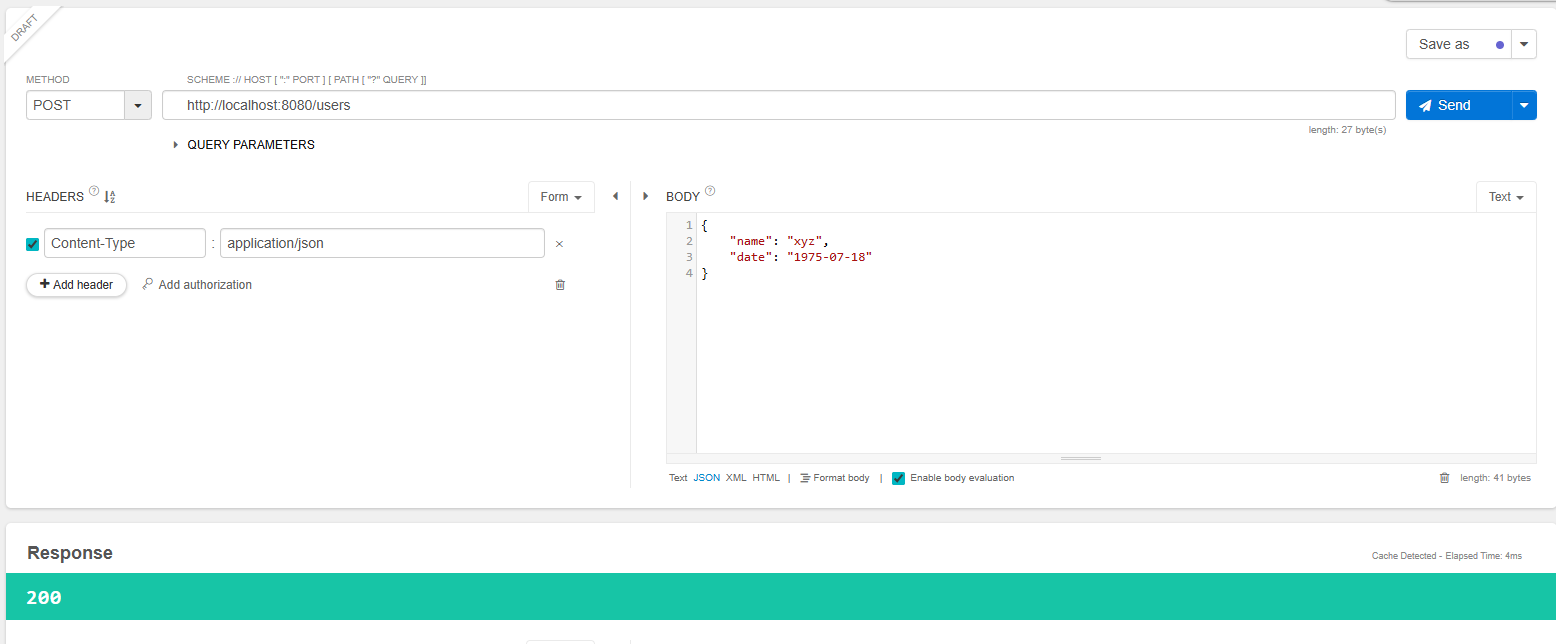 DRAFT
Save as
METHOD
SCHEME :// HOST [ ":" PORT ] [ PATH [ "?" QUERY ]]
POST
http://localhost:8080/users
Send
length: 27 byte(s)
QUERY PARAMETERS
HEADERS ?
Form
BODY ?
Text
Content-Type : application/json ×
+ Add header
Add authorization
1 {
2 "name": "xyz",
3 "date": "1975-07-18"
4 }
Text JSON XML HTML | Format body | Enable body evaluation
length: 41 bytes
Response
Cache Detected - Elapsed Time: 4ms
200